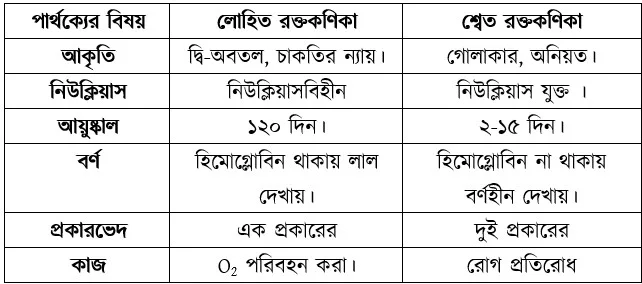 পার্থক্যের বিষয় লোহিত রক্তকণিকা শ্বেত রক্তকণিকা
আকৃতি দ্বি-অবতল, চাকতির ন্যায়। গোলাকার, অনিয়ত।
নিউক্লিয়াস নিউক্লিয়াসবিহীন নিউক্লিয়াস যুক্ত ।
আয়ুষ্কাল ১২০ দিন। ২-১৫ দিন।
বর্ণ হিমোগ্লোবিন থাকায় লাল হিমোগ্লোবিন না থাকায়
দেখায়। বর্ণহীন দেখায়।
প্রকারভেদ এক প্রকারের দুই প্রকারের
কাজ O₂ পরিবহন করা। রোগ প্রতিরোধ